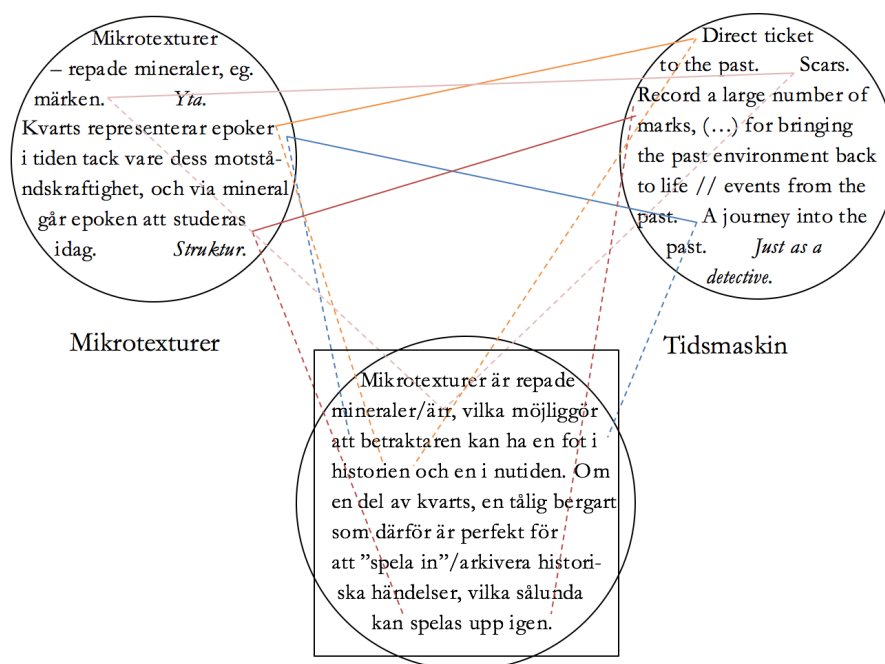 Mikrotexturer
– repade mineraler, eg.
märken. Yta.
Kvarts representerar epoker
i tiden tack vare dess motstå-
ndskraftighet, och via mineral
går epoken att studeras
idag. Struktur.
Mikrotexturer
Direct ticket
to the past. Scars.
Record a large number of
marks, (…) for bringing
the past environment back
to life // events from the
past. A journey into the
past. Just as a
detective.
Tidsmaskin
Mikrotexturer är repade
mineraler/ärr, vilka möjliggör
att betraktaren kan ha en fot i
historien och en i nutiden. Om
en del av kvarts, en tålig bergart
som därför är perfekt för
att ”spela in”/arkivera histori-
ska händelser, vilka sålunda
kan spelas upp igen.